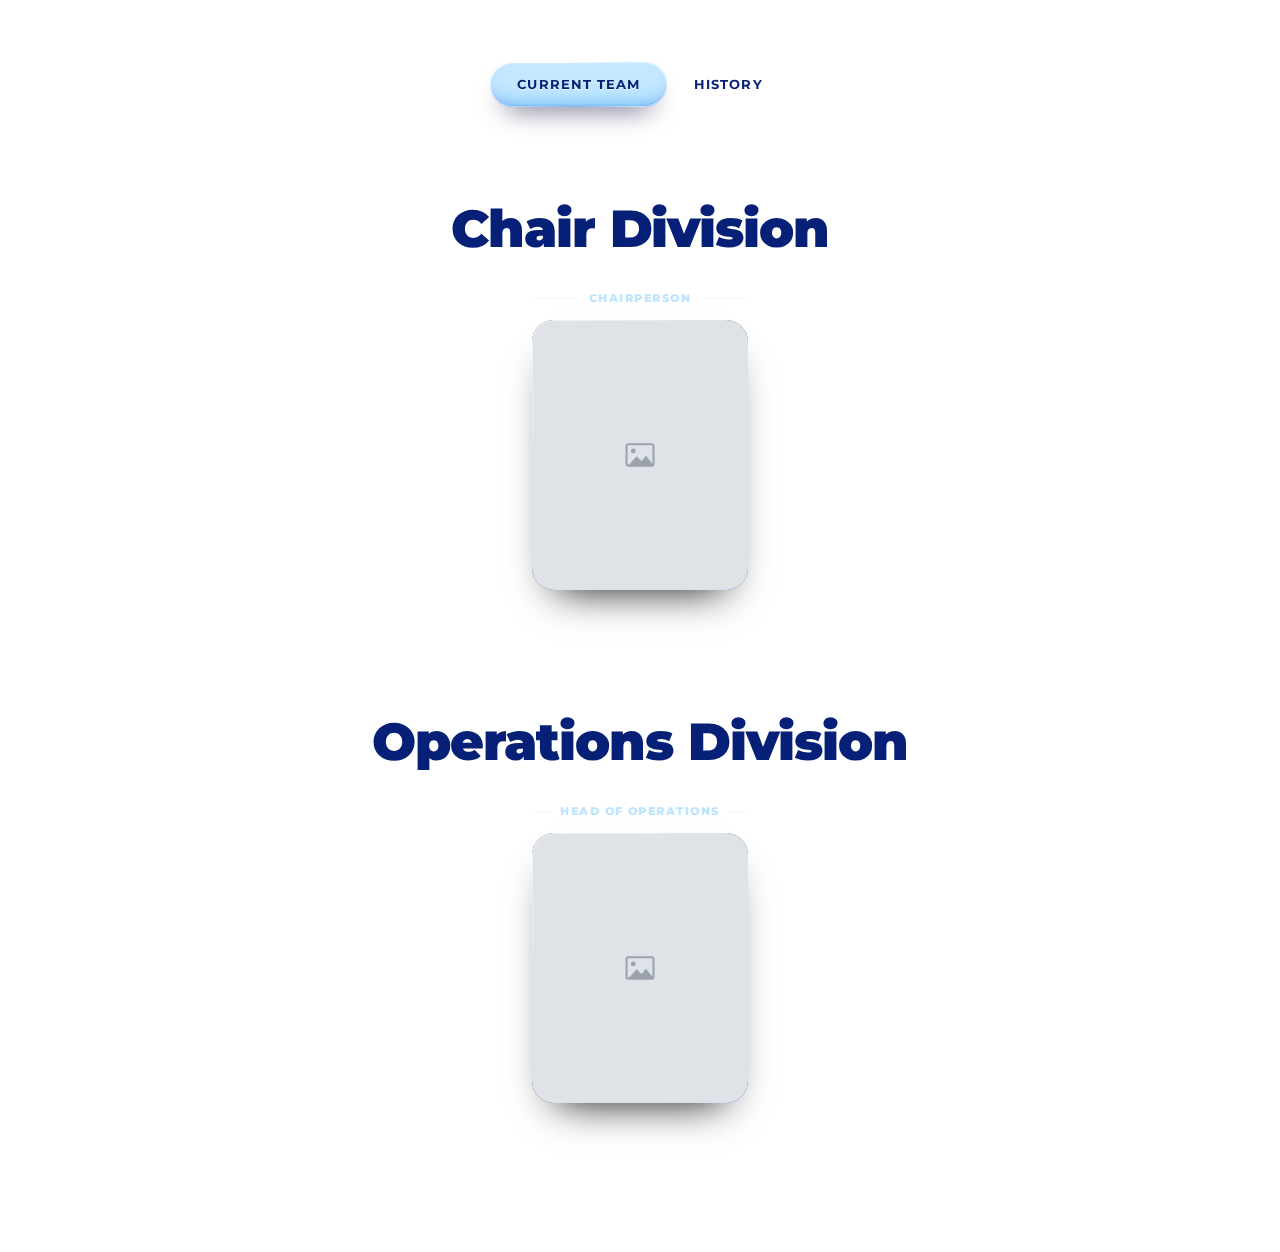 CURRENT TEAM HISTORY
Chair Division
CHAIRPERSON
Operations Division
HEAD OF OPERATIONS